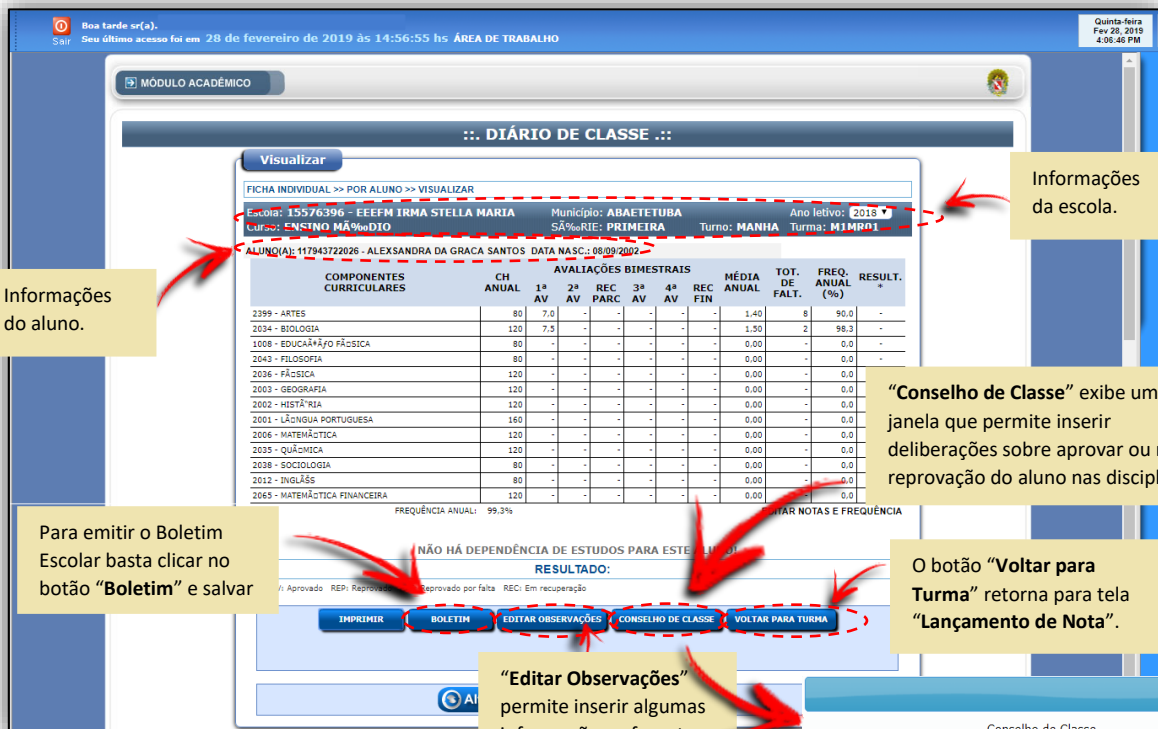 Boa tarde sr(a).
Sair Seu último acesso foi em 28 de fevereiro de 2019 às 14:56:55 hs ÁREA DE TRABALHO
Quinta-feira
Fev 28, 2019
4:06:46 PM
MÓDULO ACADÊMICO
::. DIÁRIO DE CLASSE .::
Visualizar
FICHA INDIVIDUAL >> POR ALUNO >> VISUALIZAR
Escola: 15576396 - EEEFM IRMA STELLA MARIA Município: ABAETETUBA Ano letivo: 2018
Curso: ENSINO MÃ‰DIO SÃ‰RIE: PRIMEIRA Turno: MANHA Turma: M1MR01
ALUNO(A): 117943722026 - ALEXSANDRA DA GRACA SANTOS DATA NASC.: 08/09/2002
COMPONENTES CURRICULARES CH ANUAL AVALIAÇÕES BIMESTRAIS MÉDIA ANUAL TOT. DE FALT. FREQ. ANUAL (%) RESULT. *
1ª AV 2ª AV REC PARC 3ª AV 4ª AV REC FIN
2399 - ARTES 80 7,0 - - - - - 1,40 8 90,0 -
2034 - BIOLOGIA 120 7,5 - - - - - 1,50 2 98,3 -
1008 - EDUCAÃ‡ÃƒO FÃSICA 80 - - - - - - 0,00 - 0,0 -
2043 - FILOSOFIA 80 - - - - - - 0,00 - 0,0 -
2036 - FÃSICA 120 - - - - - - 0,00 - 0,0
2003 - GEOGRAFIA 120 - - - - - - 0,00 - 0,0
2002 - HISTÃ“RIA 120 - - - - - - 0,00 - 0,0
2001 - LÃNGUA PORTUGUESA 160 - - - - - - 0,00 - 0,0
2006 - MATEMÃTICA 120 - - - - - - 0,00 - 0,0
2035 - QUÃMICA 120 - - - - - - 0,00 - 0,0
2038 - SOCIOLOGIA 80 - - - - - - 0,00 - 0,0
2012 - INGLÃŠS 80 - - - - - - 0,00 - 0,0
2065 - MATEMÃTICA FINANCEIRA 120 - - - - - - 0,00 - 0,0
FREQUÊNCIA ANUAL: 99,3% EDITAR NOTAS E FREQUÊNCIA
NÃO HÁ DEPENDÊNCIA DE ESTUDOS PARA ESTE ALUNO!
RESULTADO:
Aprovado REP: Reprovado Reprovado por falta REC: Em recuperação
IMPRIMIR BOLETIM EDITAR OBSERVAÇÕES CONSELHO DE CLASSE VOLTAR PARA TURMA
Informações
da escola.
Informações
do aluno.
“Conselho de Classe” exibe um
janela que permite inserir
deliberações sobre aprovar ou
reprovação do aluno nas
Para emitir o Boletim
Escolar basta clicar no
botão “Boletim” e salvar
O botão “Voltar para
Turma” retorna para tela
“Lançamento de Nota”.
“Editar Observações”
permite inserir algumas
Conselho de Classe